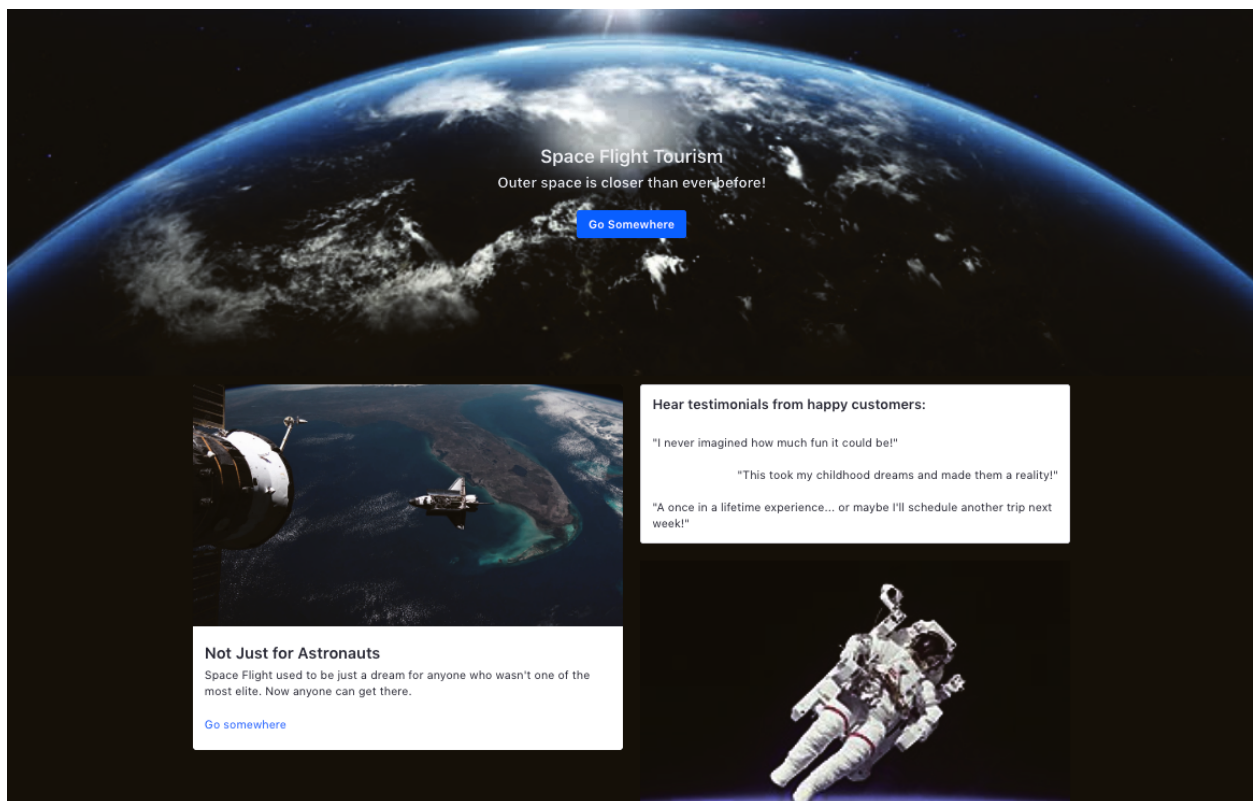 Space Flight Tourism
Outer space is closer than ever before!
Go Somewhere
Not Just for Astronauts
Space Flight used to be just a dream for anyone who wasn't one of the
most elite. Now anyone can get there.
Go somewhere
Hear testimonials from happy customers:
"I never imagined how much fun it could be!"
"This took my childhood dreams and made them a reality!"
"A once in a lifetime experience... or maybe I'll schedule another trip next
week!"